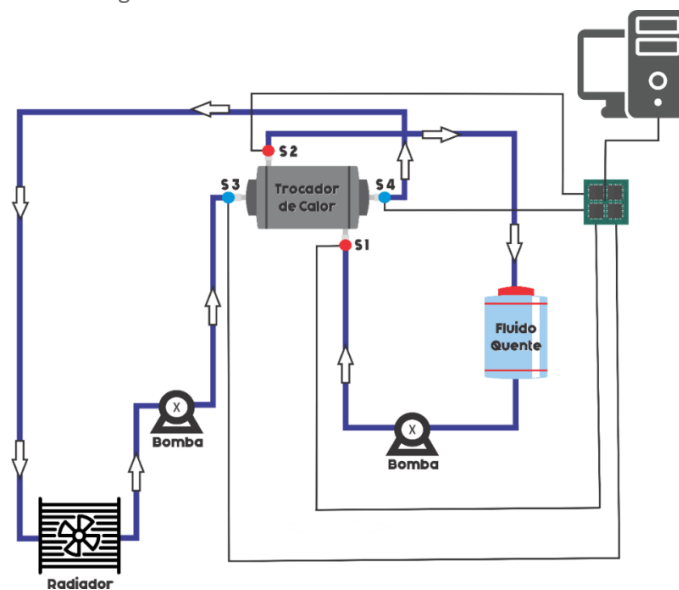 S2
S3
Trocador
de Calor
S4
S1
Fluido
Quente
X
Bomba
X
Bomba
Radiador